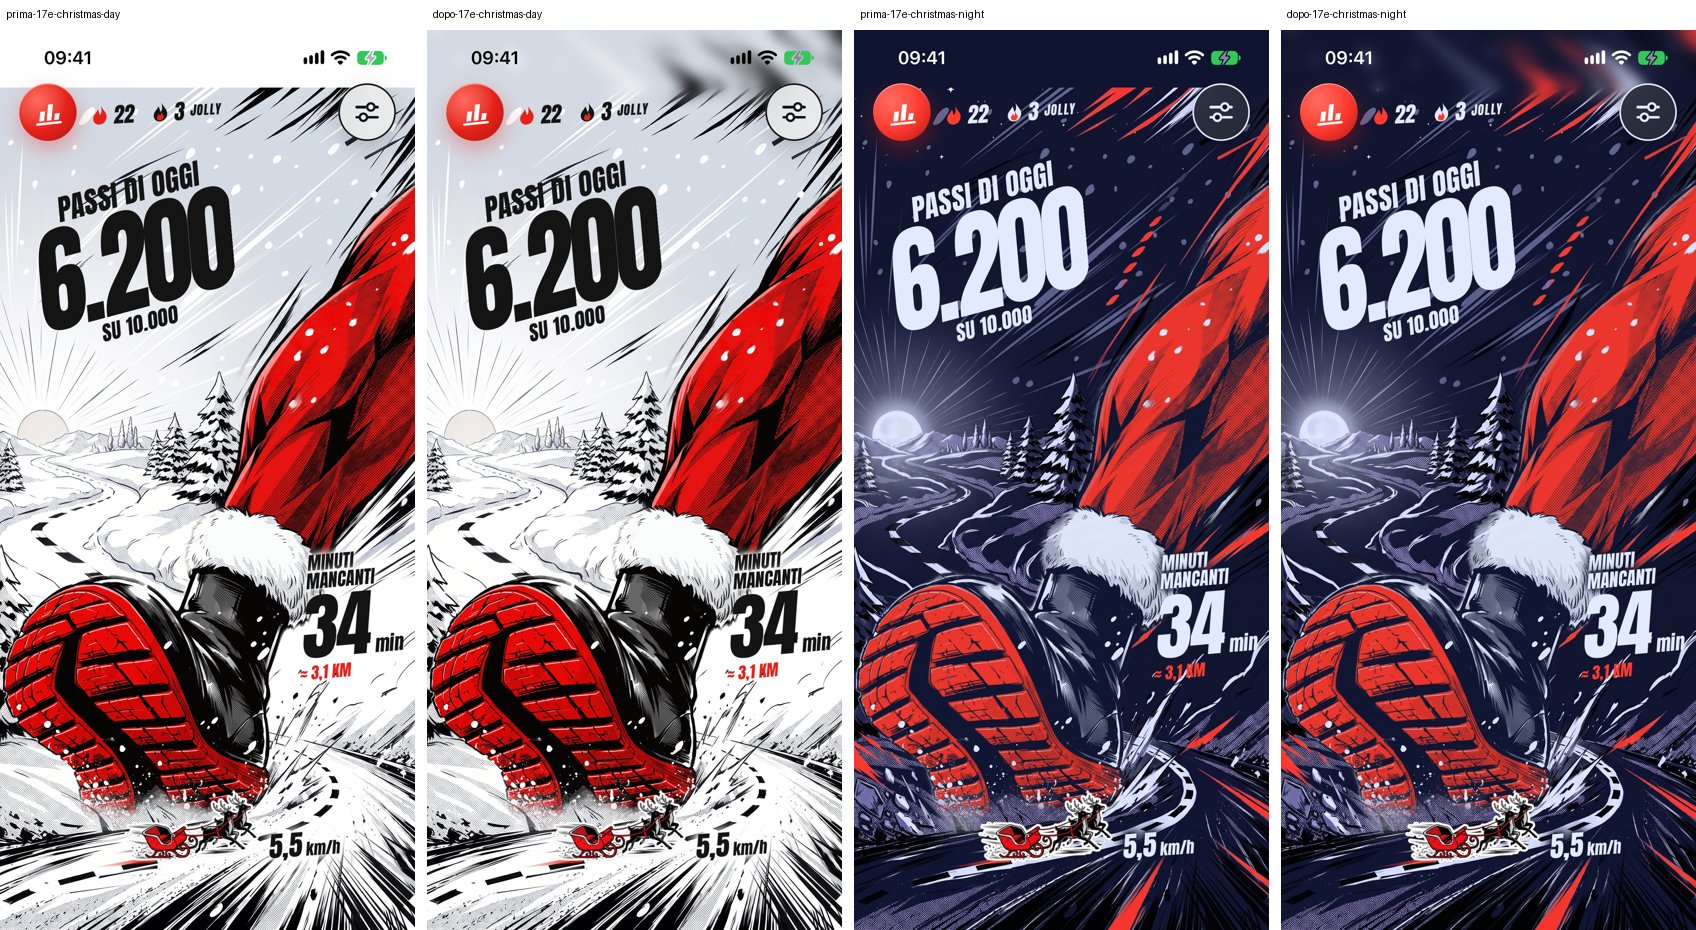 prima-17e-christmas-day
09:41
22
3 JOLLY
PASSI DI OGGI
6.200
SU 10.000
MINUTI
MANCANTI
34 min
≈ 3,1 KM
5,5 km/h
dopo-17e-christmas-day
09:41
22
3 JOLLY
PASSI DI OGGI
6.200
SU 10.000
MINUTI
MANCANTI
34 min
≈ 3,1 KM
5,5 km/h
prima-17e-christmas-night
09:41
22
3 JOLLY
PASSI DI OGGI
6.200
SU 10.000
MINUTI
MANCANTI
34 min
≈ 3,1 KM
5,5 km/h
dopo-17e-christmas-night
09:41
22
3 JOLLY
PASSI DI OGGI
6.200
SU 10.000
MINUTI
MANCANTI
34 min
≈ 3,1 KM
5,5 km/h